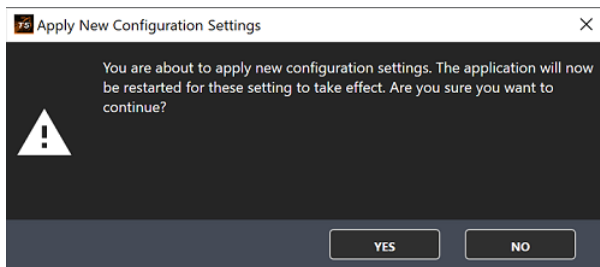 TS Apply New Configuration Settings
You are about to apply new configuration settings. The application will now
be restarted for these setting to take effect. Are you sure you want to
continue?
YES NO